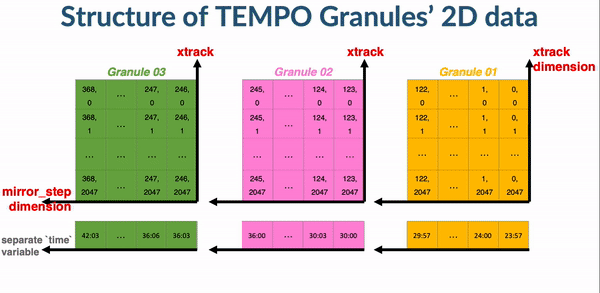 Structure of TEMPO Granules’ 2D data
xtrack xtrack xtrack
dimension
Granule 03 Granule 02 Granule 01
368, 0 ... 247, 0 246, 0 245, 0 ... 124, 0 123, 0 122, 0 ... 1, 0 0, 0
368, 1 ... 247, 1 246, 1 245, 1 ... 124, 1 123, 1 122, 1 ... 1, 1 0, 1
... ... ... ... ... ... ... ... ... ... ...
368, 2047 ... 247, 2047 246, 2047 245, 2047 ... 124, 2047 123, 2047 122, 2047 ... 1, 2047 0, 2047
mirror_step
dimension
separate `time`
variable
42:03 ... 36:06 36:03 36:00 ... 30:03 30:00 29:57 ... 24:00 23:57